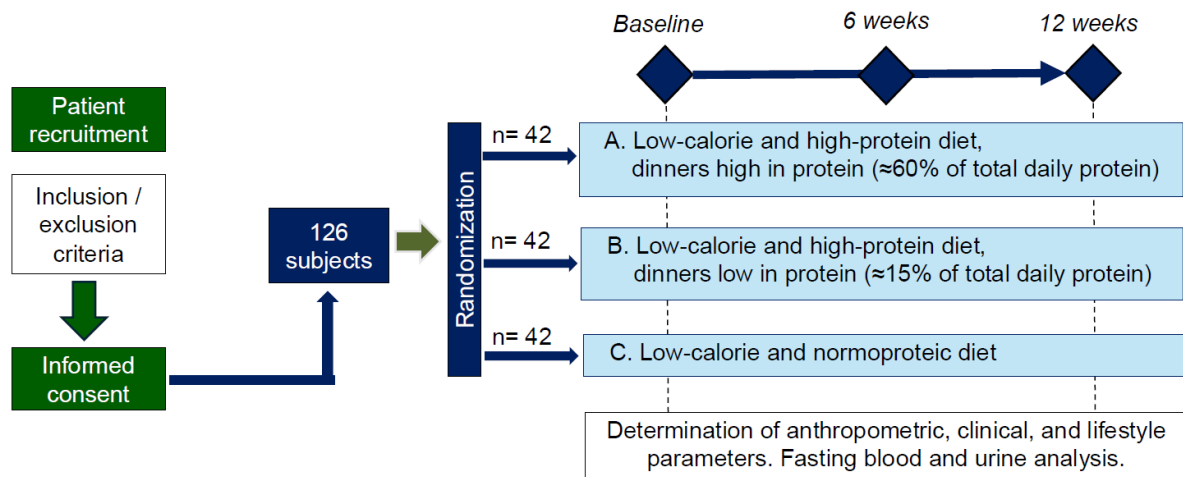 Patient
recruitment
Inclusion /
exclusion
criteria
Informed
consent
126
subjects
Randomization
n= 42
n= 42
n= 42
Baseline
6 weeks
12 weeks
A. Low-calorie and high-protein diet,
dinners high in protein (≈60% of total daily protein)
B. Low-calorie and high-protein diet,
dinners low in protein (≈15% of total daily protein)
C. Low-calorie and normoproteic diet
Determination of anthropometric, clinical, and lifestyle
parameters. Fasting blood and urine analysis.